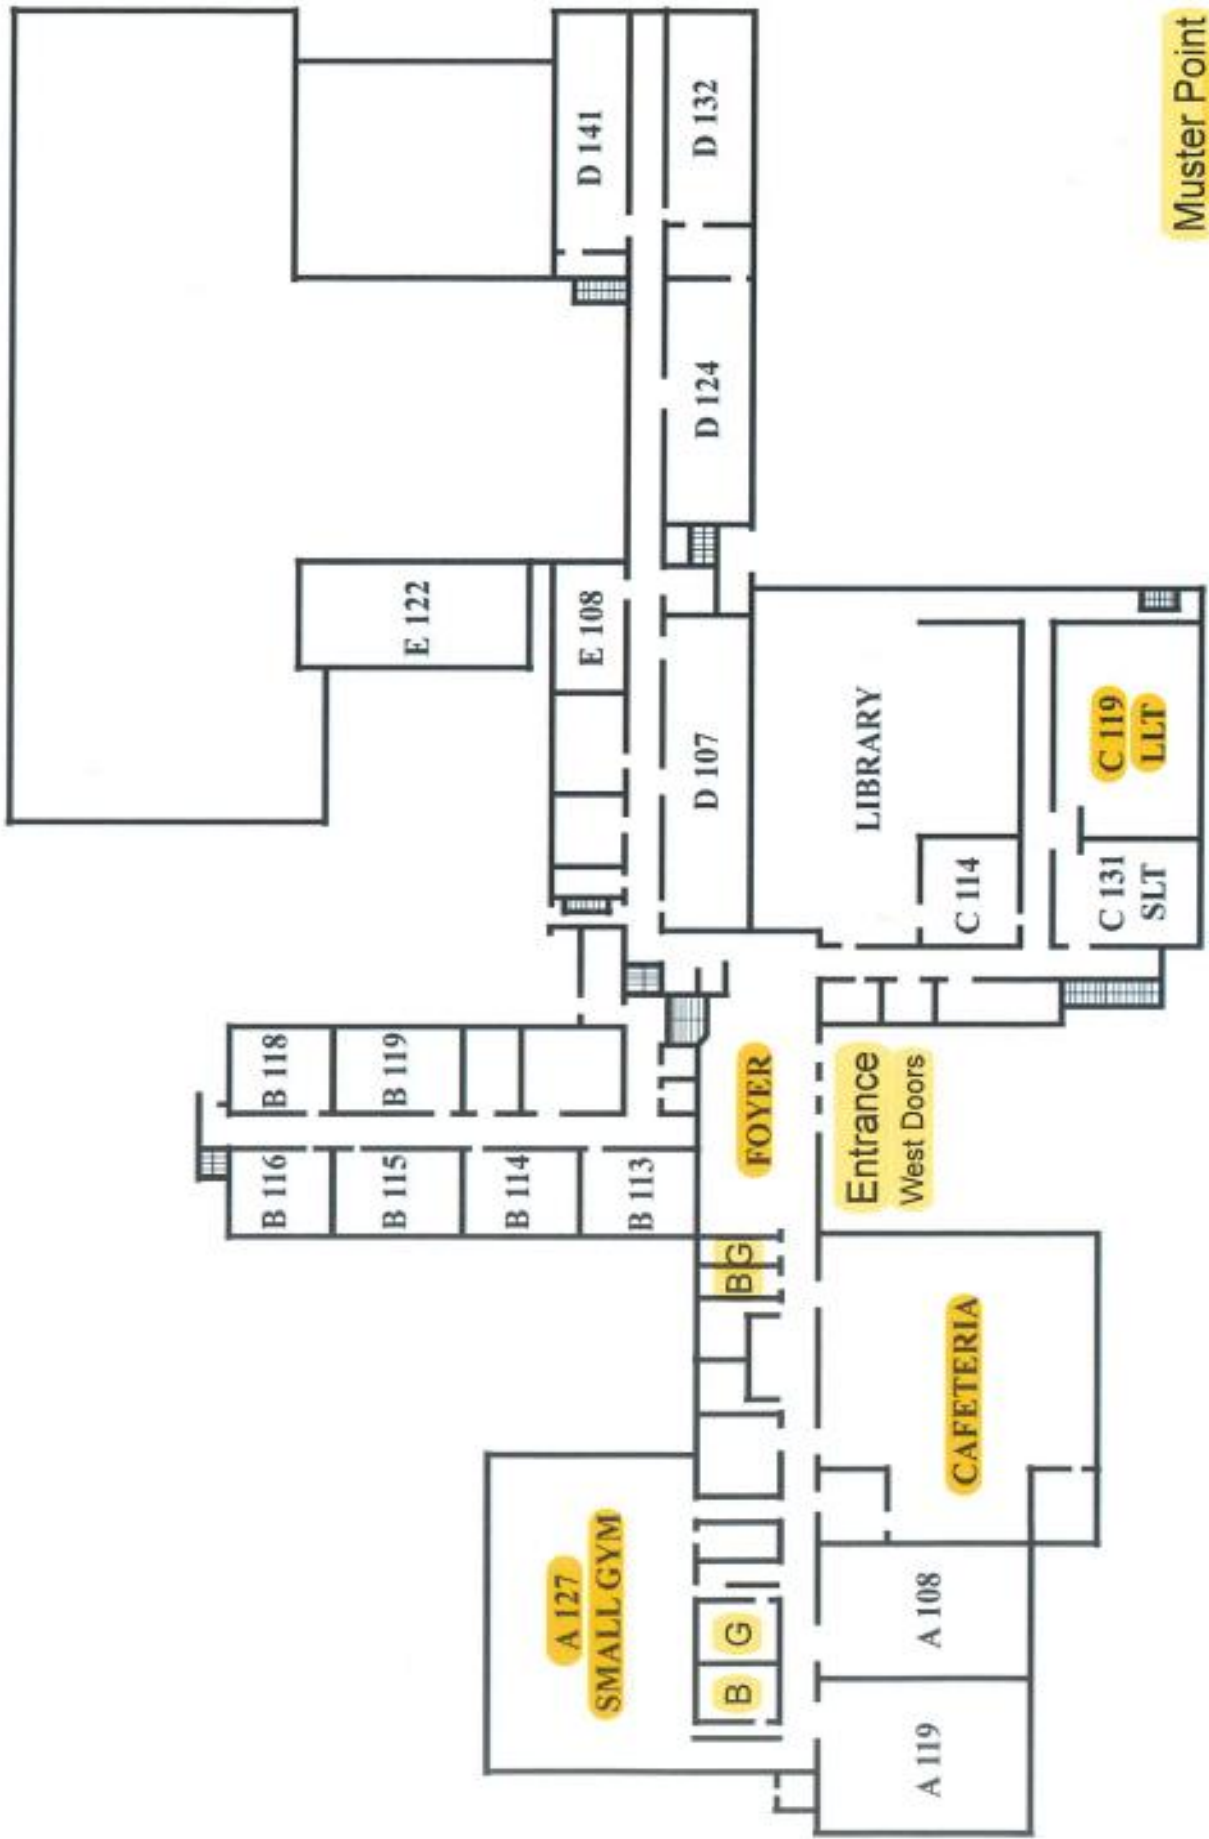 B 116
B 118
B 115
B 119
E 122
B 114
A 127
SMALL GYM
E 108
D 141
B 113
D 107
D 124
D 132
B
G
B
G
FOYER
Entrance
West Doors
LIBRARY
A 119
A 108
CAFETERIA
C 114
C 131
SLT
C 119
LLT
Muster Point